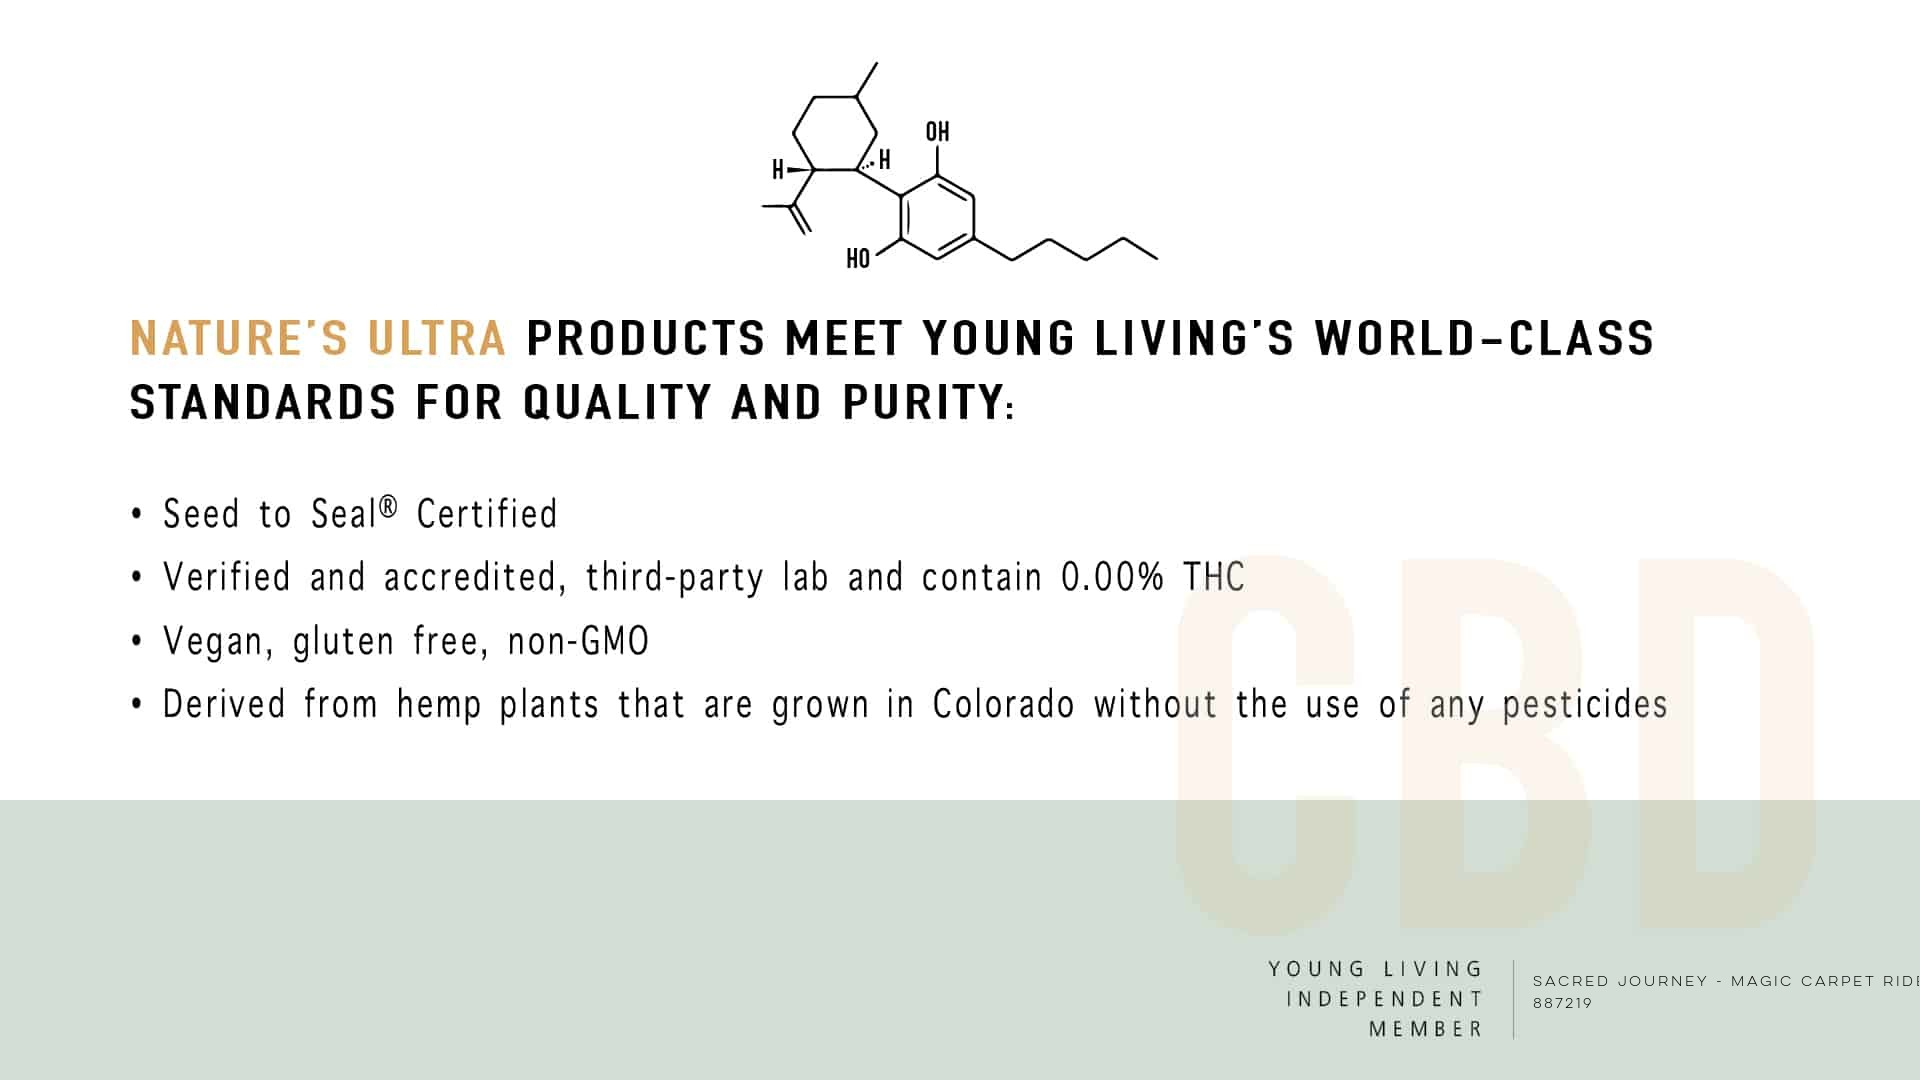 OH
H
H
HO
NATURE'S ULTRA PRODUCTS MEET YOUNG LIVING'S WORLD-CLASS
STANDARDS FOR QUALITY AND PURITY:
• Seed to Seal® Certified
• Verified and accredited, third-party lab and contain 0.00% THC
• Vegan, gluten free, non-GMO
• Derived from hemp plants that are grown in Colorado without the use of any pesticides
CBD
YOUNG LIVING
INDEPENDENT
MEMBER
SACRED JOURNEY - MAGIC CARPET RIDE
887219